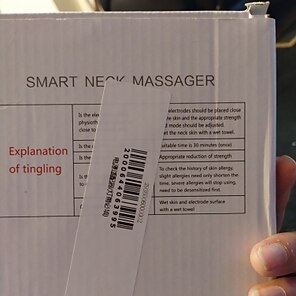 SMART NECK MASSAGER
Explanation
of tingling
Is the ele
physioth
close to
electrodes should be placed close
skin and the appropriate strength
d mode should be adjusted.
et the neck skin with a wet towel.
Is the
uitable time is 30 minutes (once)
Is the
Appropriate reduction of strength
To check the history of skin allergy,
slight allergies need only shorten the
time, severe allergies will stop using,
need to be desensitized first.
Wet skin and electrode surface
with a wet towel
2000644063995